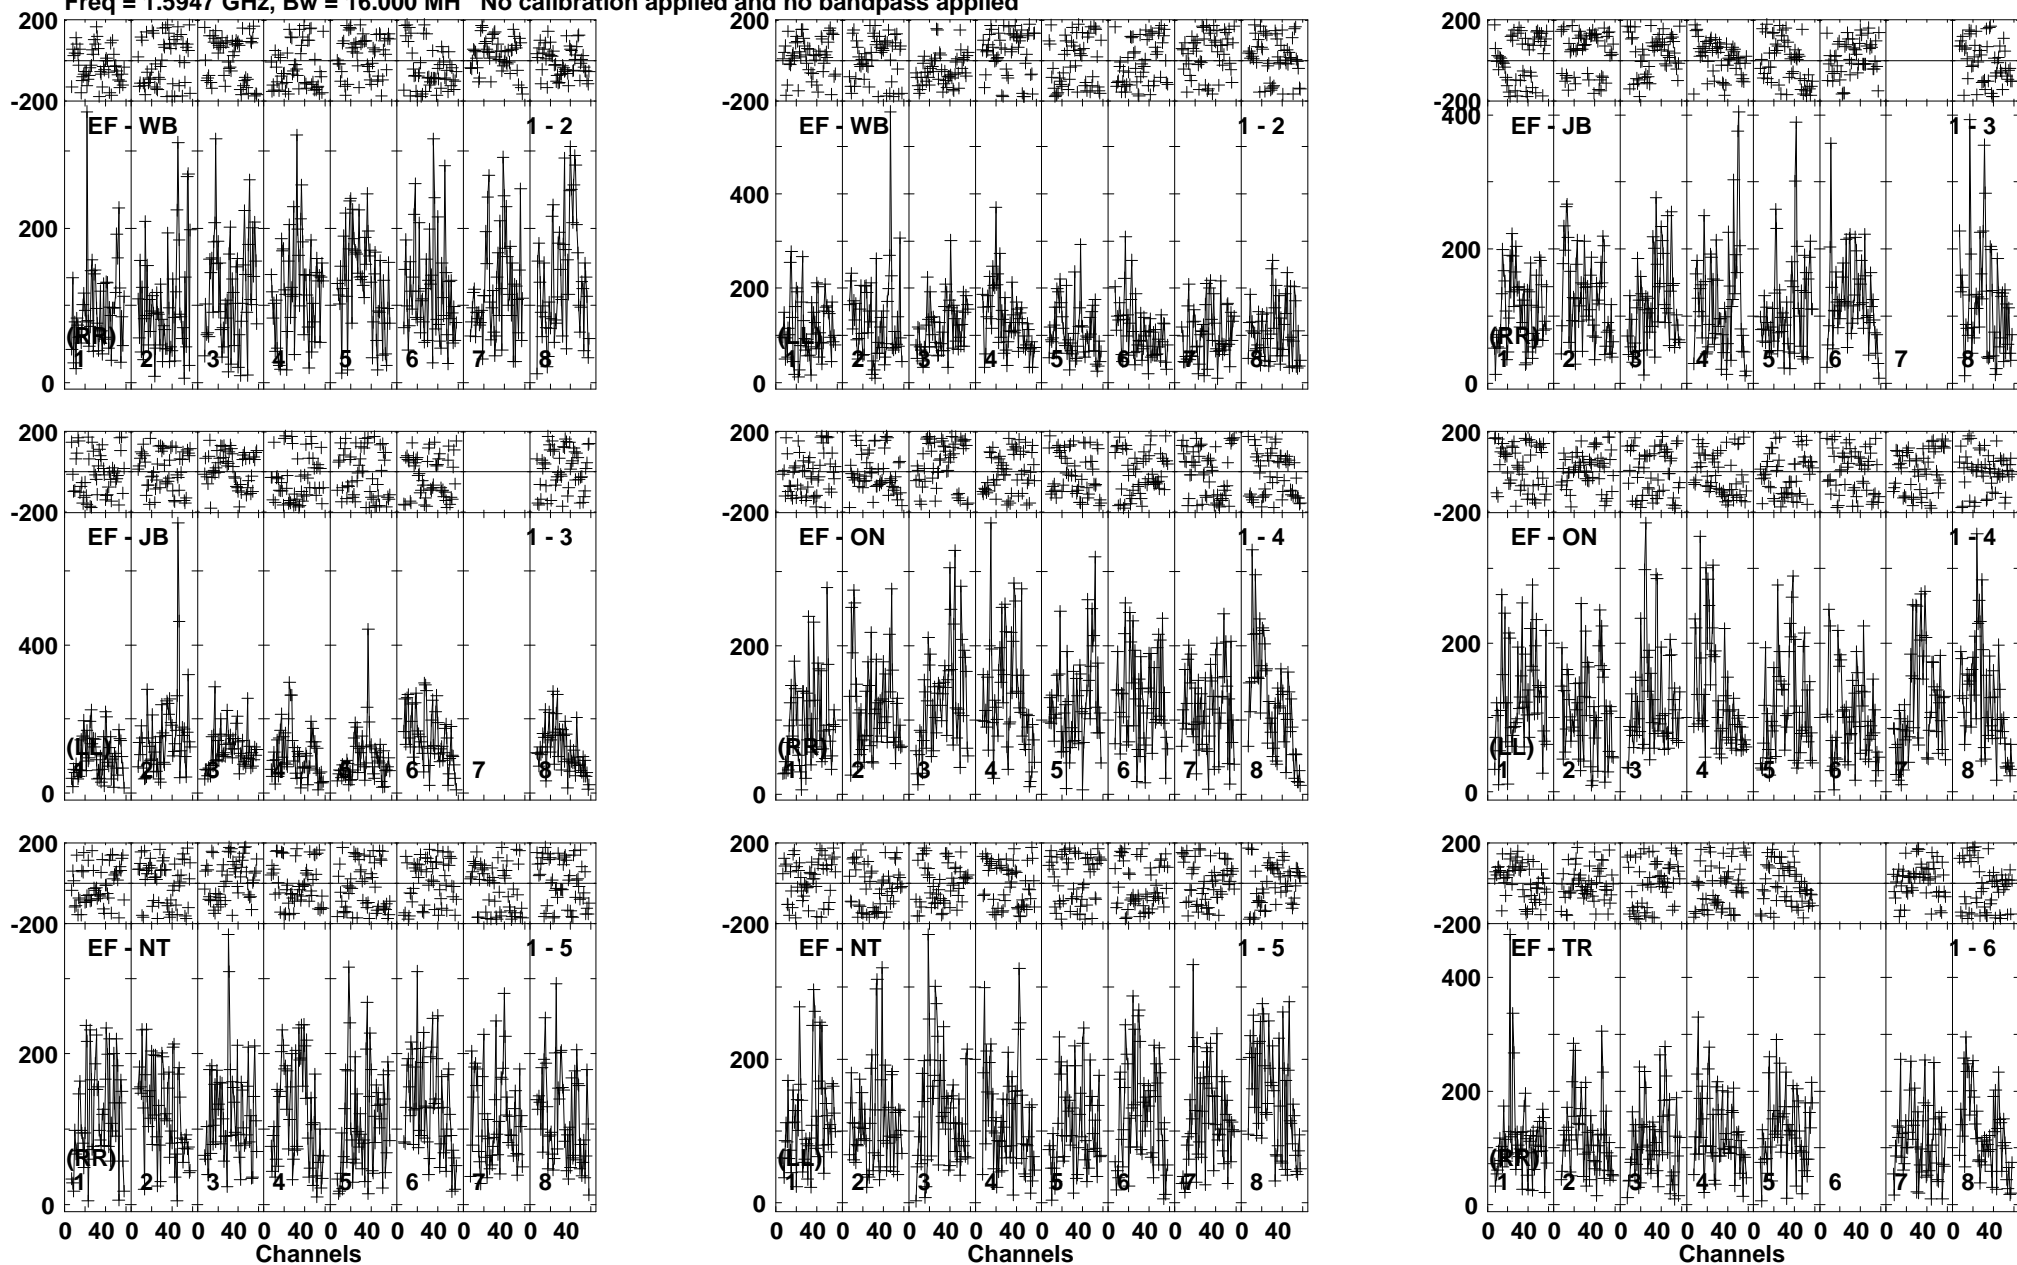 Freq = 1.5947 GHz, Bw = 16.000 MH No calibration applied and no bandpass applied
200
-200
EF - WB 1 - 2
200
(RR)
1 2 3 4 5 6 7 8
0
200
-200
EF - WB 1 - 2
400
200
(LL)
1 2 3 4 5 6 7 8
0
200
-200
400
EF - JB 1 - 3
200
(RR)
1 2 3 4 5 6 7 8
0
200
-200
EF - JB 1 - 3
400
(LL)
1 2 3 4 5 6 7 8
0
200
-200
EF - ON 1 - 4
200
(RR)
1 2 3 4 5 6 7 8
0
200
-200
EF - ON 1 - 4
200
(LL)
1 2 3 4 5 6 7 8
0
200
-200
EF - NT 1 - 5
200
(RR)
1 2 3 4 5 6 7 8
0
0 40 0 40 0 40 0 40 0 40 0 40 0 40 0 40
Channels
200
-200
EF - NT 1 - 5
200
(LL)
1 2 3 4 5 6 7 8
0
0 40 0 40 0 40 0 40 0 40 0 40 0 40 0 40
Channels
200
-200
EF - TR 1 - 6
400
200
(RR)
1 2 3 4 5 6 7 8
0
0 40 0 40 0 40 0 40 0 40 0 40 0 40 0 40
Channels